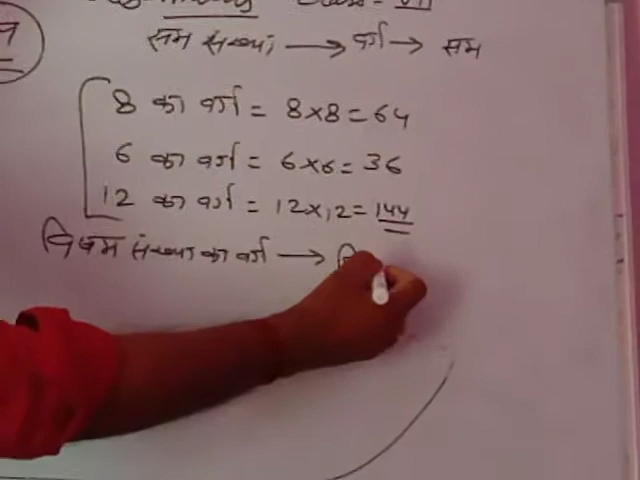 सम संख्या → वर्ग → सम
8 का वर्ग = 8×8 = 64
6 का वर्ग = 6×6 = 36
12 का वर्ग = 12×12 = 144
विषम संख्या का वर्ग →